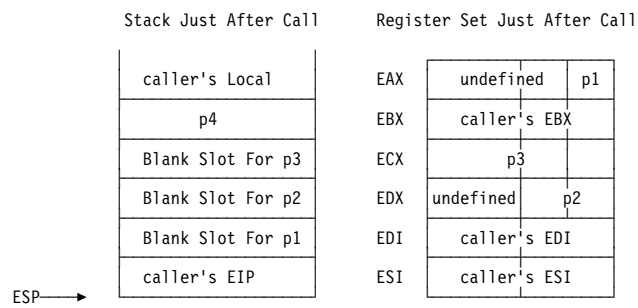 Stack Just After Call Register Set Just After Call
caller's Local EAX undefined p1
p4 EBX caller's EBX
Blank Slot For p3 ECX p3
Blank Slot For p2 EDX undefined p2
Blank Slot For p1 EDI caller's EDI
caller's EIP ESI caller's ESI
ESP